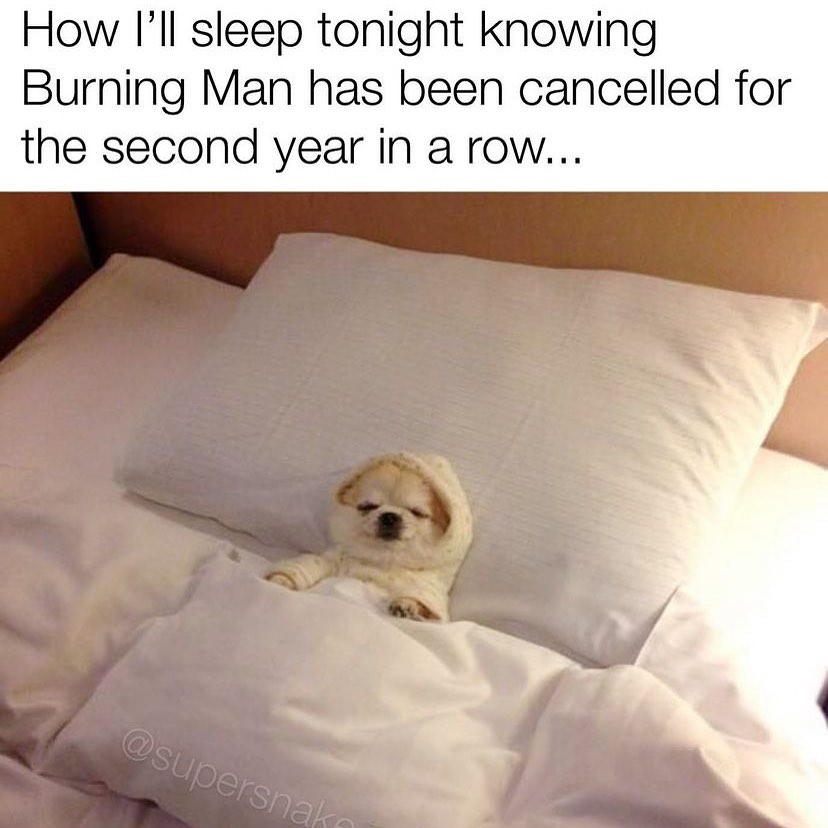 How I’ll sleep tonight knowing
Burning Man has been cancelled for
the second year in a row...
@supersnake